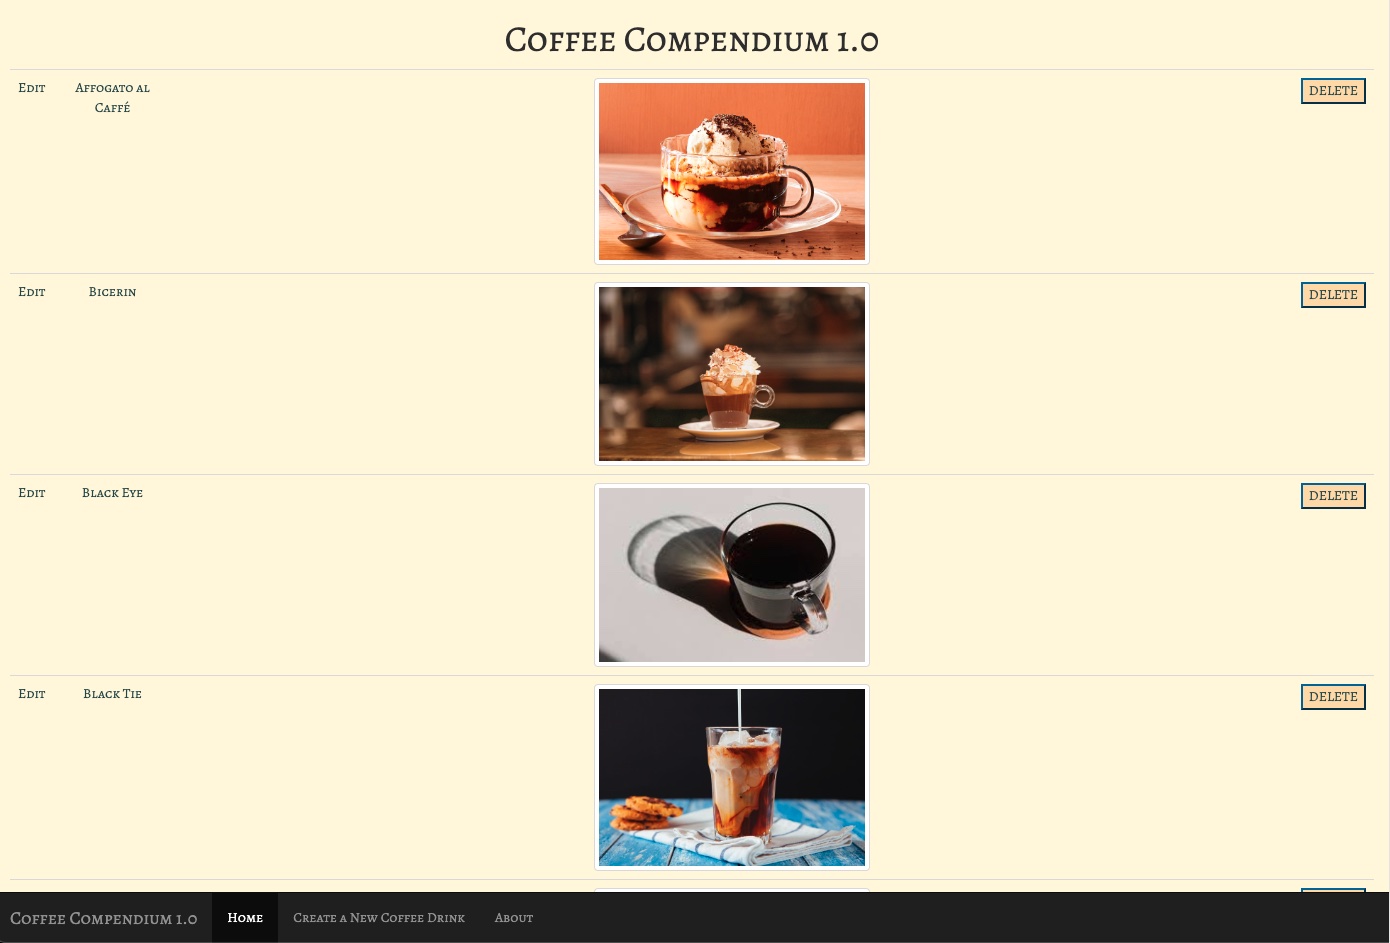 Coffee Compendium 1.0
Edit
Affogato al
Caffé
DELETE
Edit
Bicerin
DELETE
Edit
Black Eye
DELETE
Edit
Black Tie
DELETE
Coffee Compendium 1.0
Home
Create a New Coffee Drink
About